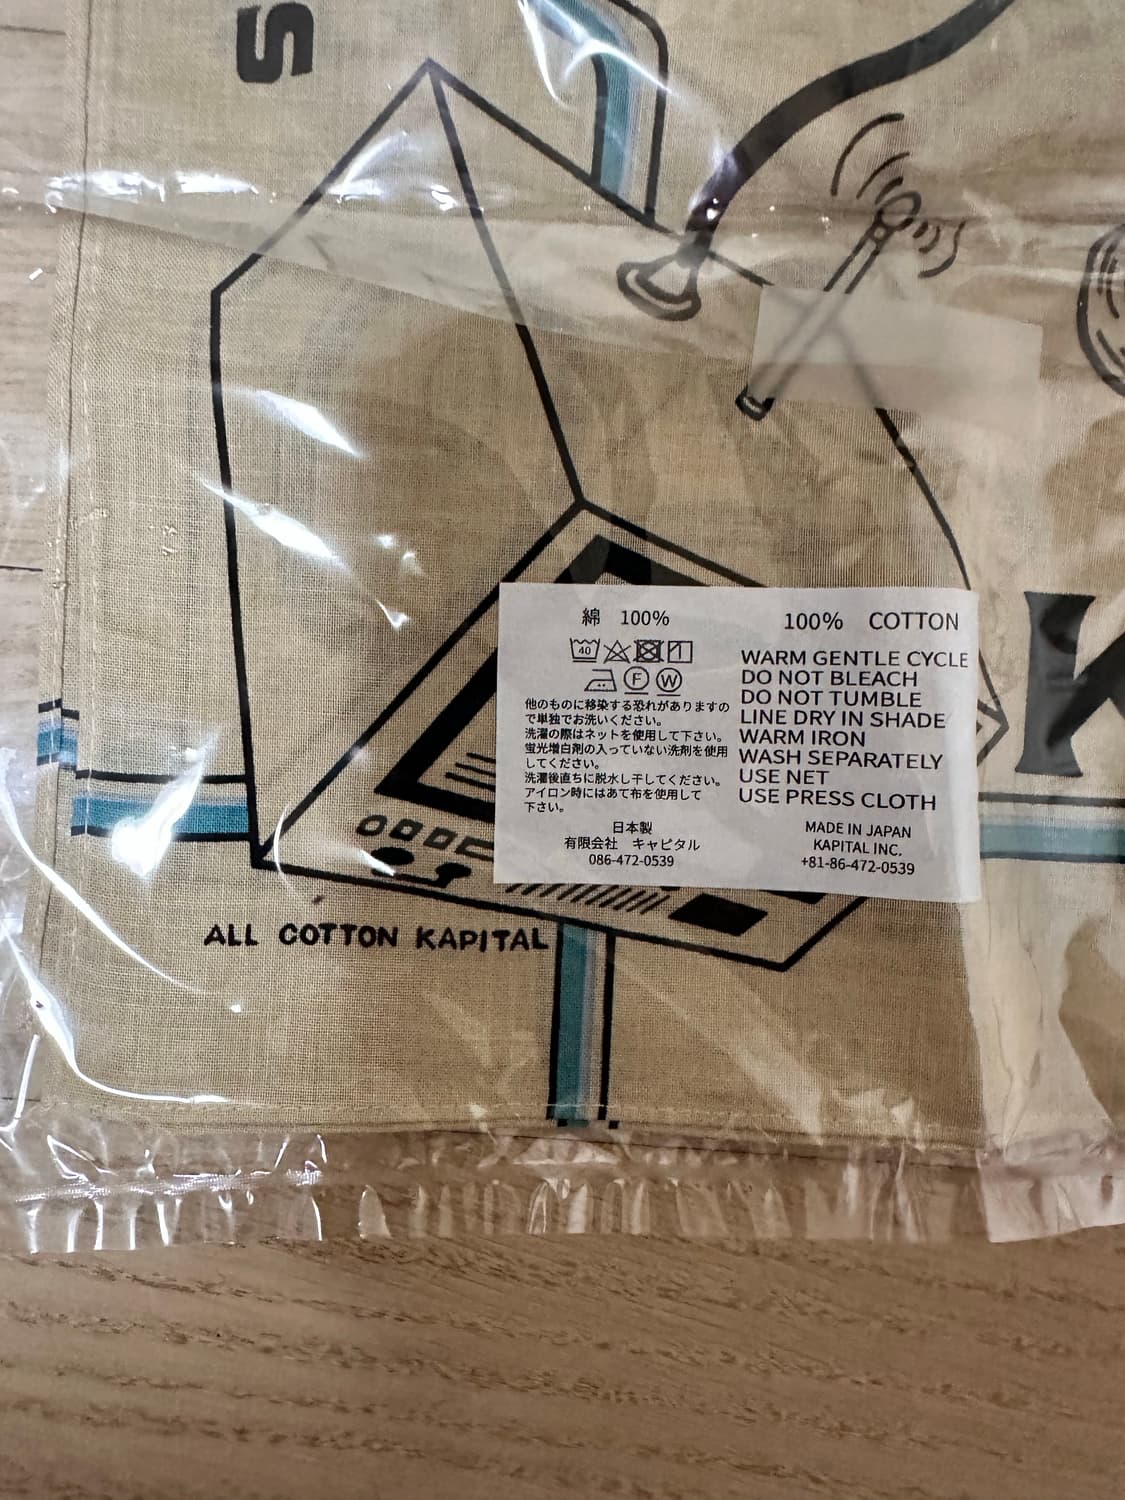 S
K
綿 100%
40
F W
他のものに移染する恐れがありますの
で単独でお洗いください。
洗濯の際はネットを使用して下さい。
蛍光増白剤の入っていない洗剤を使用
してください。
洗濯後直ちに脱水し干してください。
アイロン時にはあて布を使用して
下さい。
日本製
有限会社 キャピタル
086-472-0539
100% COTTON
WARM GENTLE CYCLE
DO NOT BLEACH
DO NOT TUMBLE
LINE DRY IN SHADE
WARM IRON
WASH SEPARATELY
USE NET
USE PRESS CLOTH
MADE IN JAPAN
KAPITAL INC.
+81-86-472-0539
ALL COTTON KAPITAL